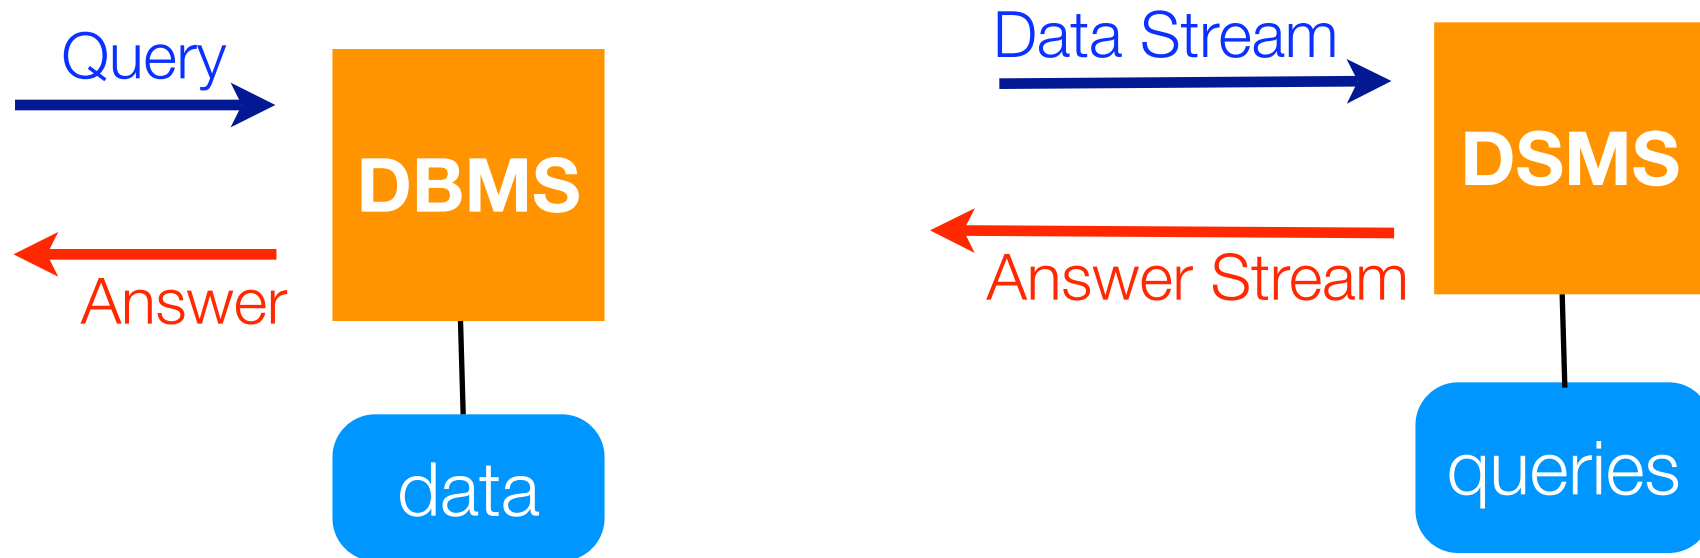 Query
DBMS
Answer
data
Data Stream
DSMS
Answer Stream
queries